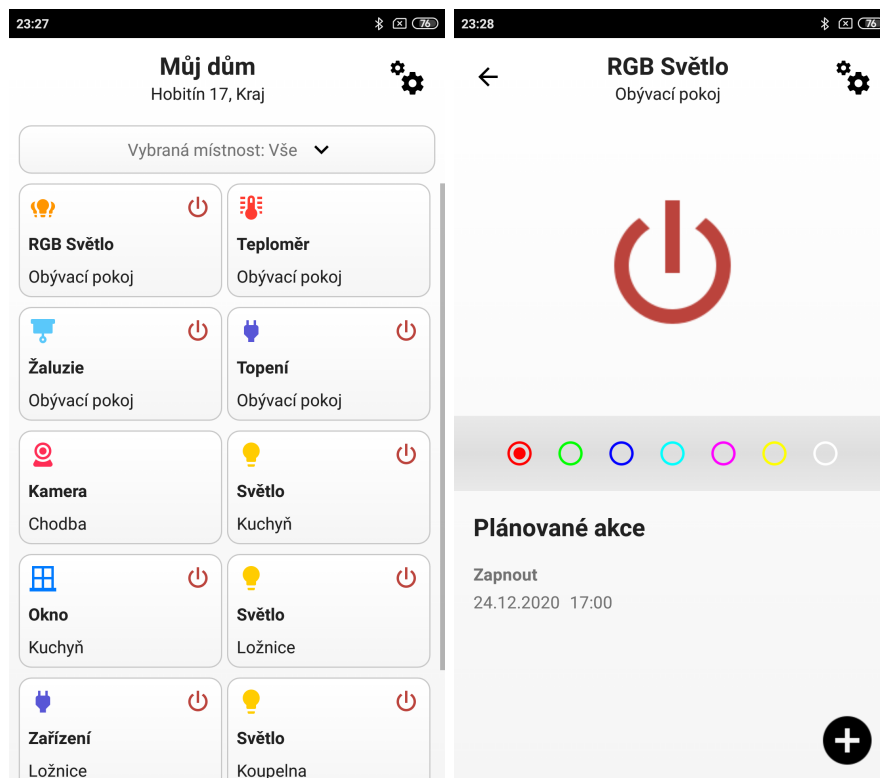 23:27
76
Můj dům
Hobitín 17, Kraj
Vybraná místnost: Vše
RGB Světlo
Obývací pokoj
Teploměr
Obývací pokoj
Žaluzie
Obývací pokoj
Topení
Obývací pokoj
Kamera
Chodba
Světlo
Kuchyň
Okno
Kuchyň
Světlo
Ložnice
Zařízení
Ložnice
Světlo
Koupelna
23:28
76
RGB Světlo
Obývací pokoj
Plánované akce
Zapnout
24.12.2020 17:00